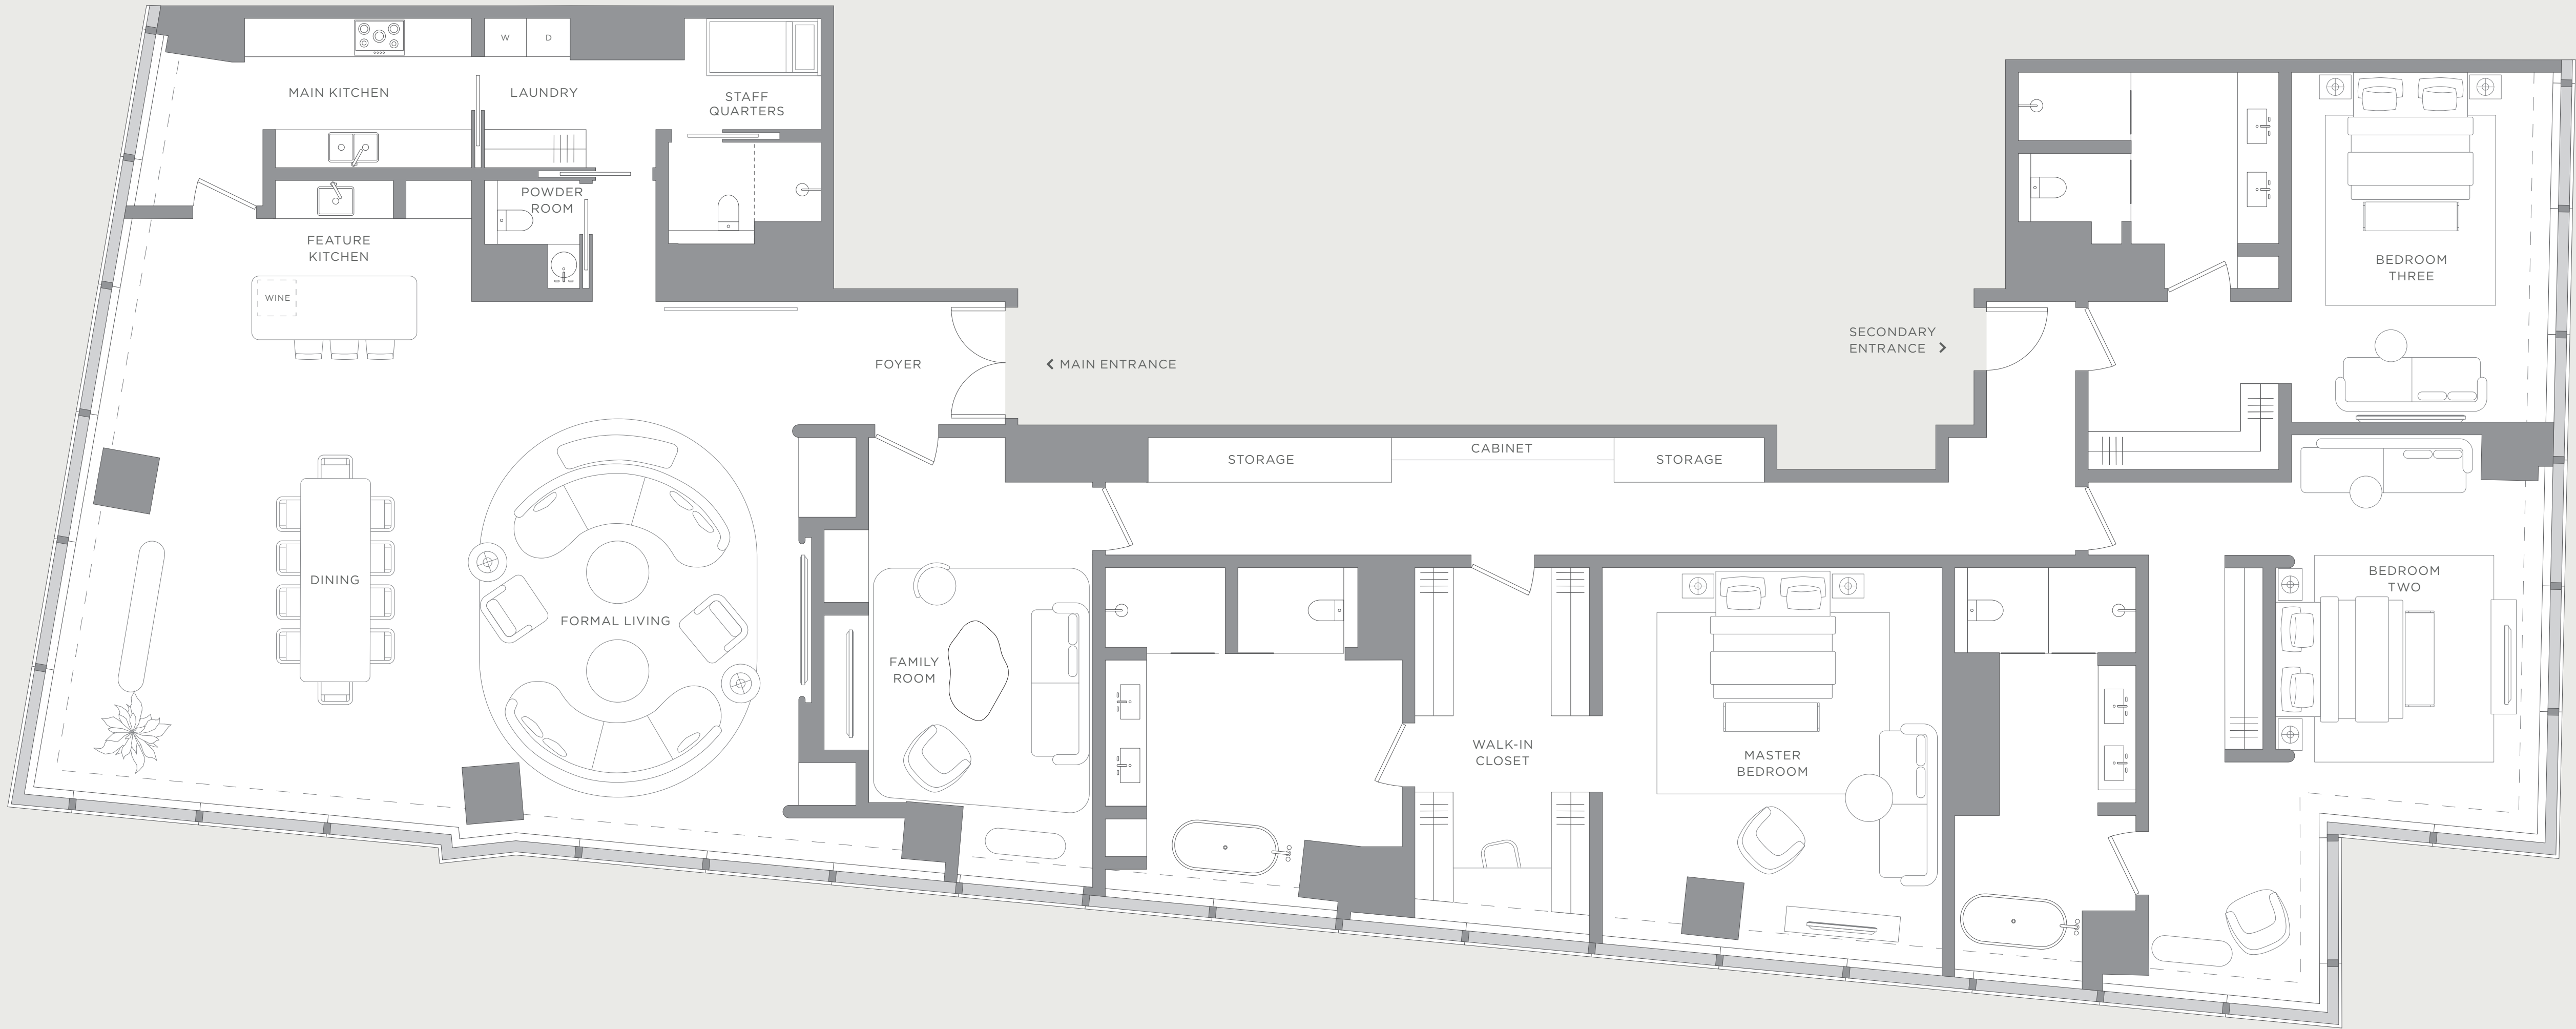 W
D
MAIN KITCHEN
LAUNDRY
STAFF
QUARTERS
POWDER
ROOM
FEATURE
KITCHEN
WINE
BEDROOM
THREE
SECONDARY
ENTRANCE >
FOYER
< MAIN ENTRANCE
STORAGE
CABINET
STORAGE
DINING
FORMAL LIVING
FAMILY
ROOM
WALK-IN
CLOSET
MASTER
BEDROOM
BEDROOM
TWO